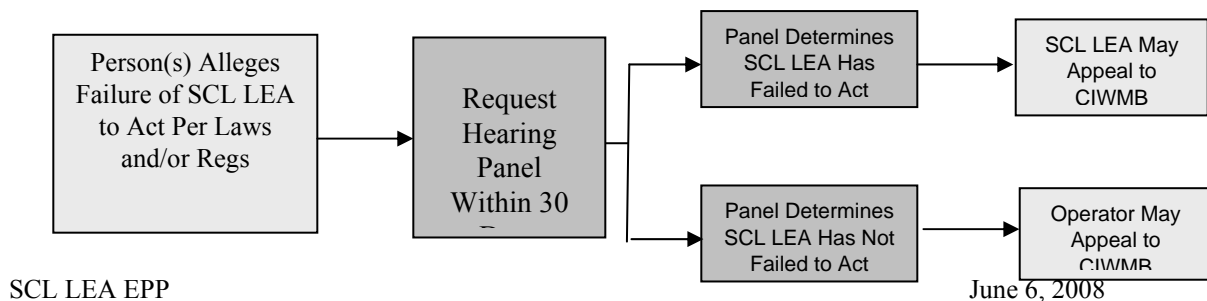 Person(s) Alleges
Failure of SCL LEA
to Act Per Laws
and/or Regs
Request
Hearing
Panel
Within 30
Panel Determines
SCL LEA Has
Failed to Act
SCL LEA May
Appeal to
CIWMB
Panel Determines
SCL LEA Has Not
Failed to Act
Operator May
Appeal to
CIWMB
SCL LEA EPP
June 6, 2008